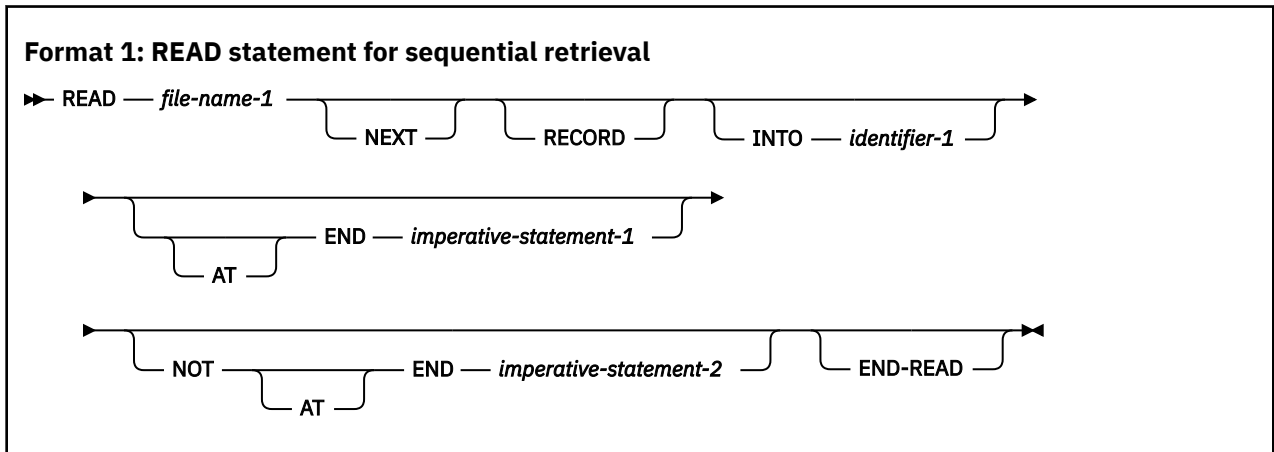 Format 1: READ statement for sequential retrieval
READ file-name-1
NEXT RECORD INTO identifier-1
END imperative-statement-1
AT
NOT END imperative-statement-2 END-READ
AT